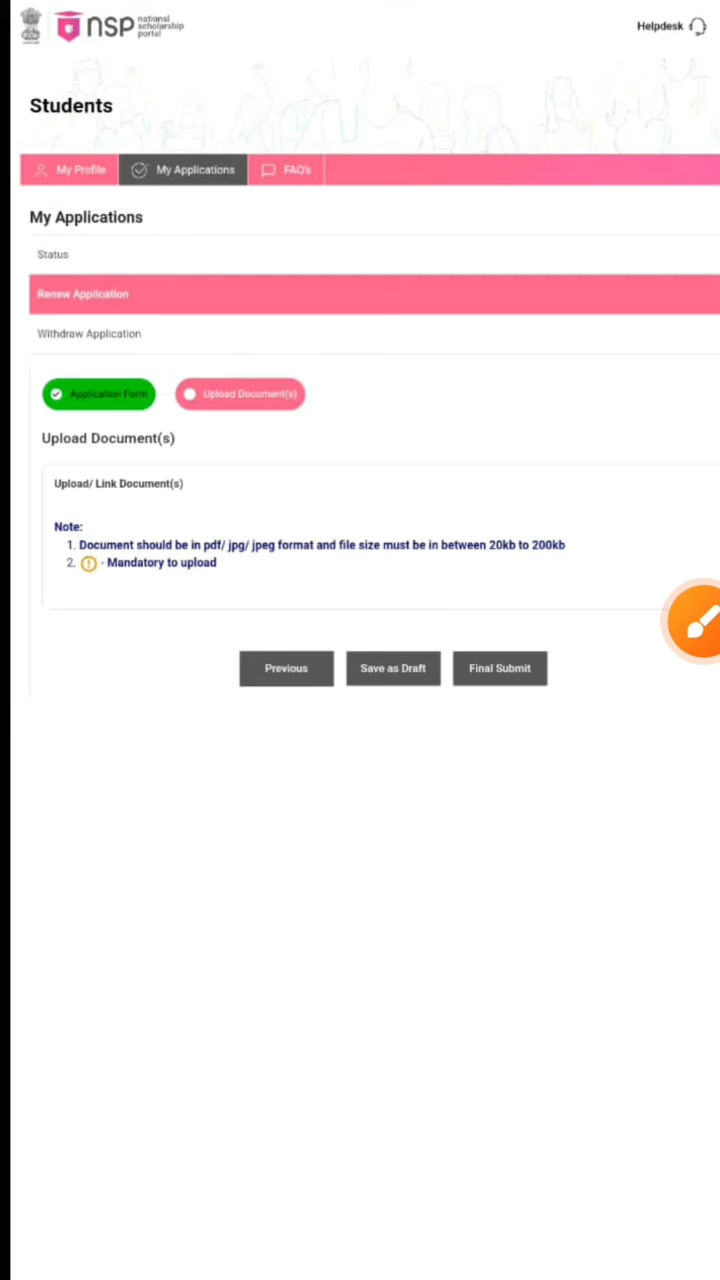 nsp national scholarship portal
Helpdesk
Students
My Profile My Applications FAQ's
My Applications
Status
Renew Application
Withdraw Application
Application Form Upload Document(s)
Upload Document(s)
Upload/ Link Document(s)
Note:
1. Document should be in pdf/ jpg/ jpeg format and file size must be in between 20kb to 200kb
2. ! - Mandatory to upload
Previous Save as Draft Final Submit